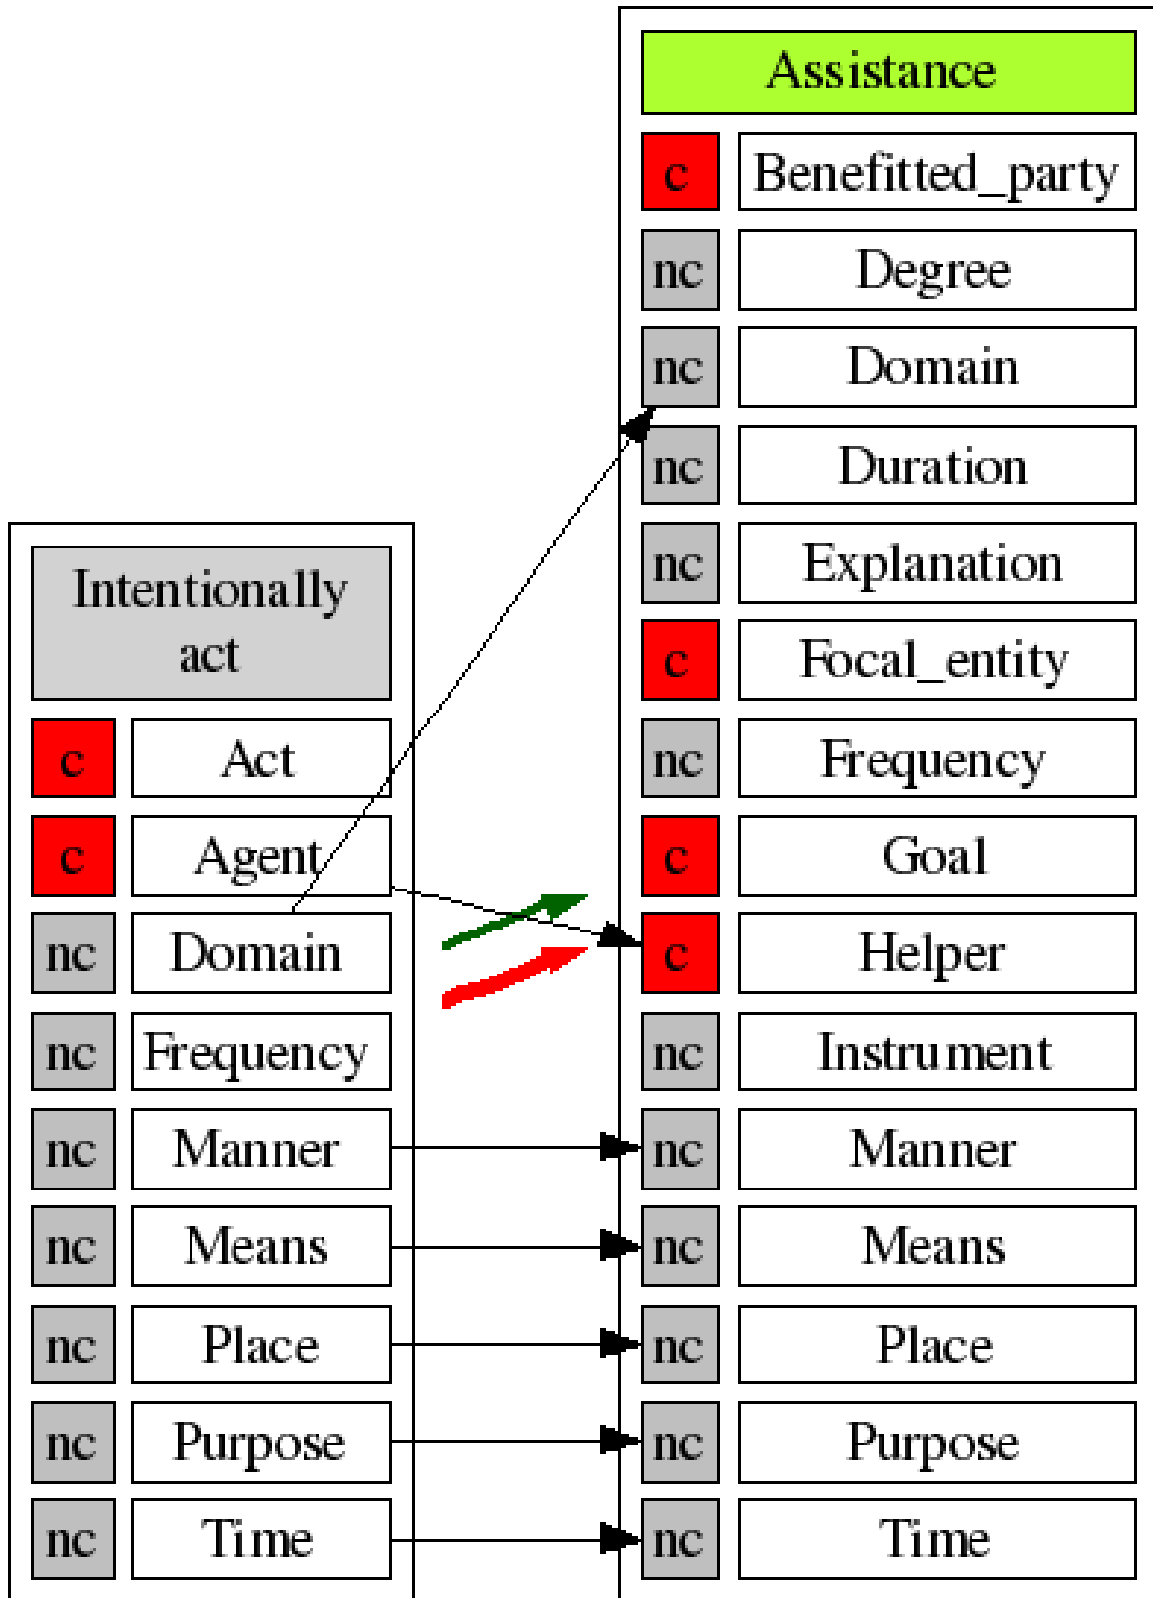 Assistance
c Benefitted_party
nc Degree
nc Domain
nc Duration
nc Explanation
c Focal_entity
nc Frequency
c Goal
c Helper
nc Instrument
nc Manner
nc Means
nc Place
nc Purpose
nc Time
Intentionally
act
c Act
c Agent
nc Domain
nc Frequency
nc Manner
nc Means
nc Place
nc Purpose
nc Time